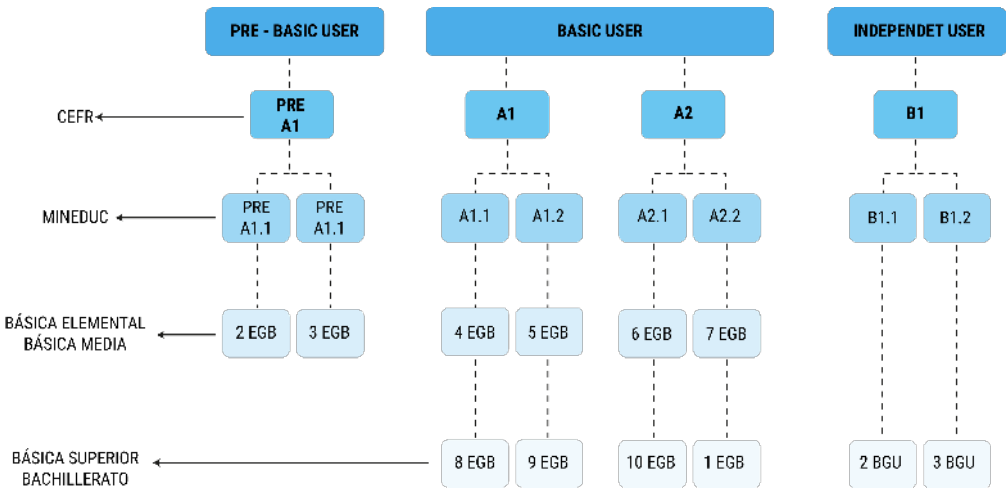 PRE - BASIC USER
BASIC USER
INDEPENDET USER
CEFR
PRE
A1
A1
A2
B1
MINEDUC
PRE
A1.1
PRE
A1.1
A1.1
A1.2
A2.1
A2.2
B1.1
B1.2
BÁSICA ELEMENTAL
BÁSICA MEDIA
2 EGB
3 EGB
4 EGB
5 EGB
6 EGB
7 EGB
BÁSICA SUPERIOR
BACHILLERATO
8 EGB
9 EGB
10 EGB
1 EGB
2 BGU
3 BGU